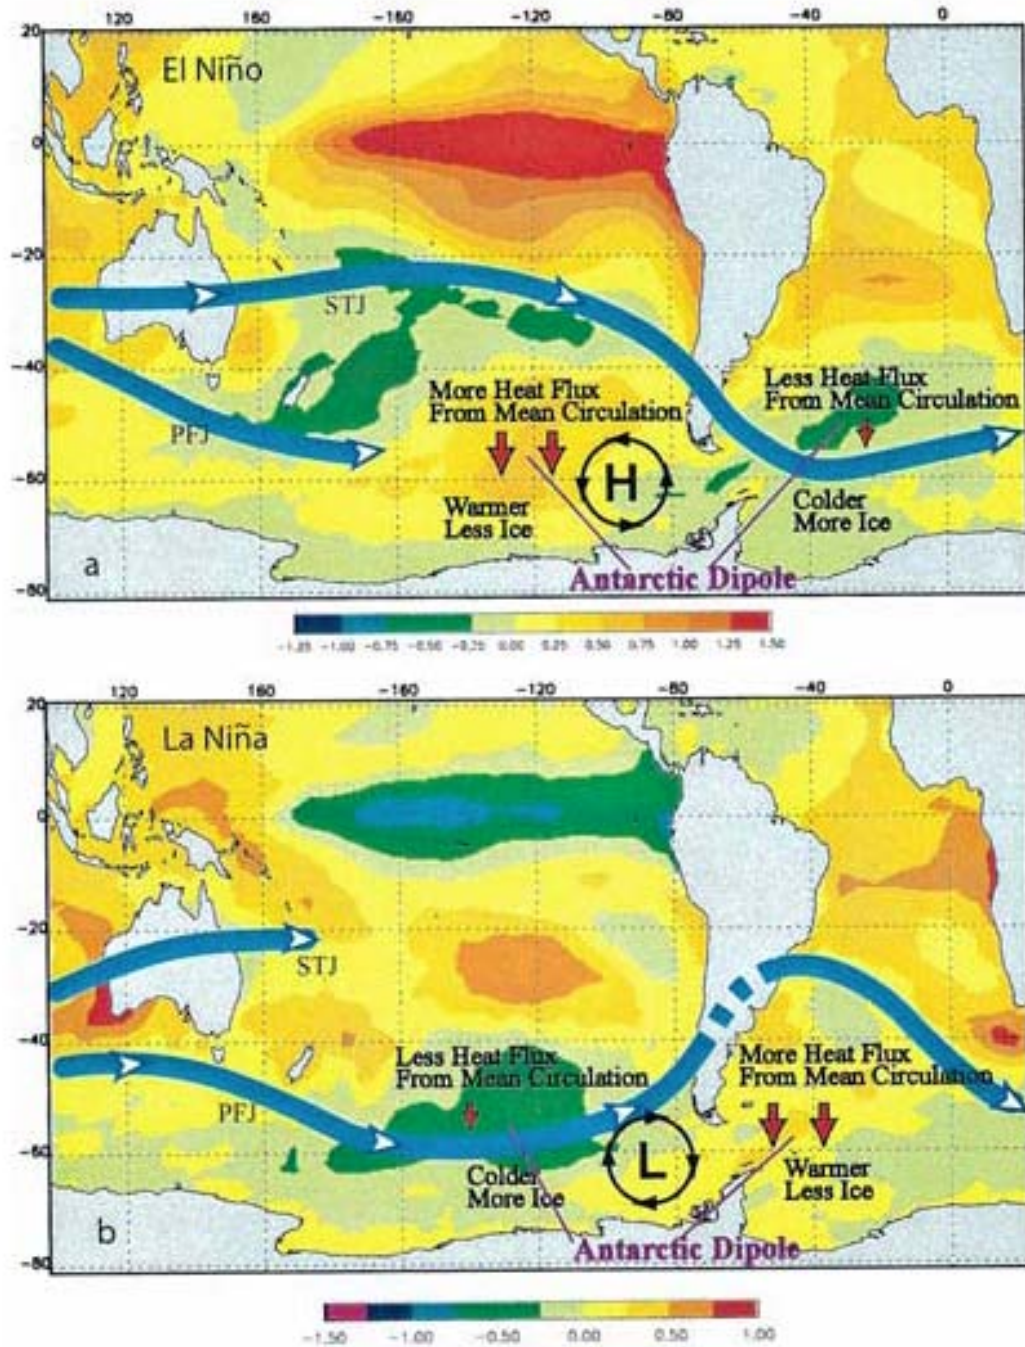 120 160 -160 -120 -80 -40 0
20
El Niño
0
-20
STJ
-40
More Heat Flux
From Mean Circulation
Less Heat Flux
From Mean Circulation
PFJ
-60
H
Warmer
Less Ice
Colder
More Ice
a
Antarctic Dipole
-80
-1.25 -1.00 -0.75 -0.50 -0.25 0.00 0.25 0.50 0.75 1.00 1.25 1.50
120 160 -160 -120 -80 -40 0
20
La Niña
0
-20
STJ
-40
Less Heat Flux
From Mean Circulation
More Heat Flux
From Mean Circulation
PFJ
-60
L
Colder
More Ice
Warmer
Less Ice
b
Antarctic Dipole
-80
-1.50 -1.00 -0.50 0.00 0.50 1.00